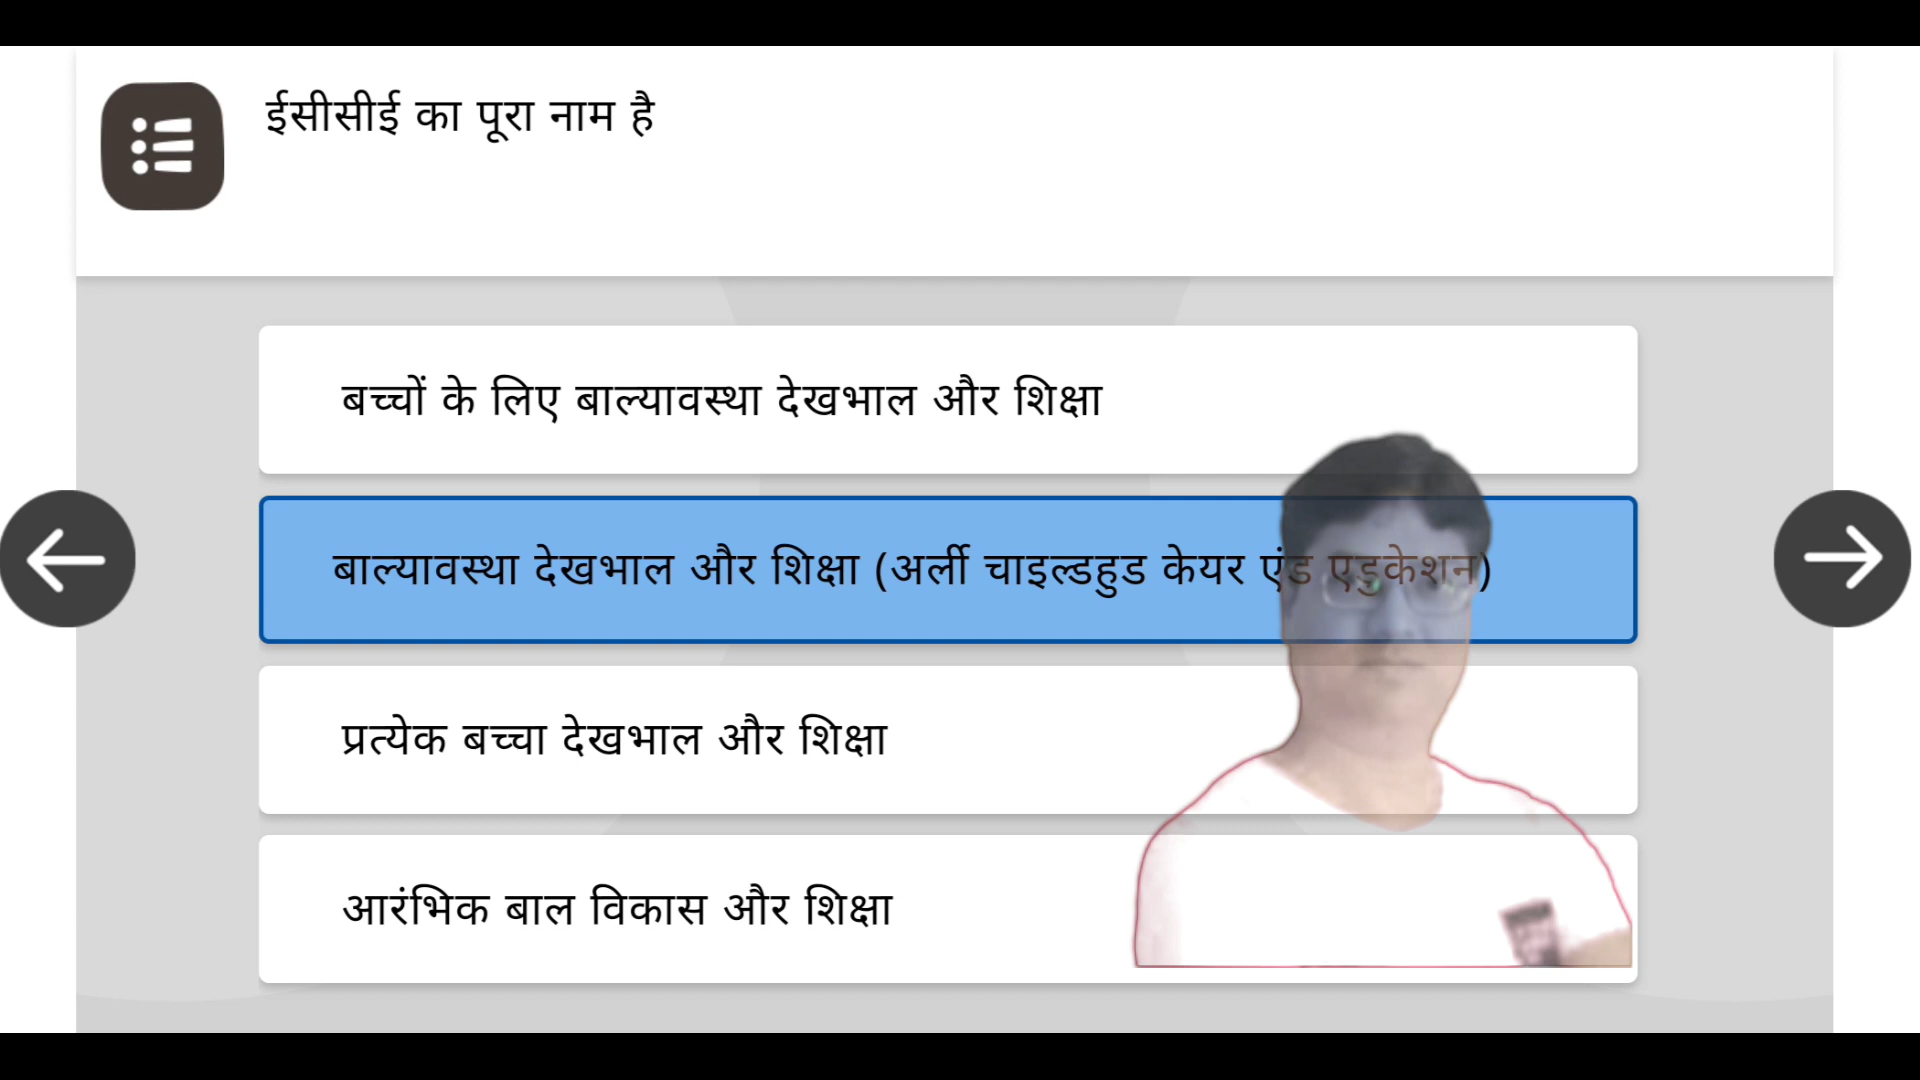 ईसीसीई का पूरा नाम है
बच्चों के लिए बाल्यावस्था देखभाल और शिक्षा
बाल्यावस्था देखभाल और शिक्षा (अर्ली चाइल्डहुड केयर एंड एडुकेशन)
प्रत्येक बच्चा देखभाल और शिक्षा
आरंभिक बाल विकास और शिक्षा